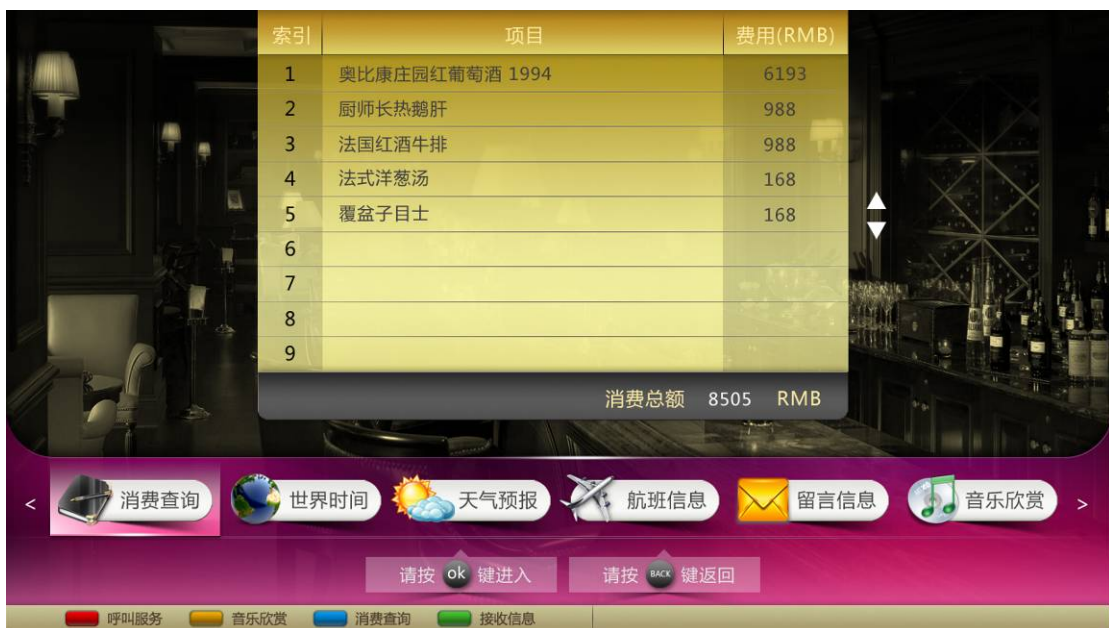 索引 项目 费用(RMB)
1 奥比康庄园红葡萄酒 1994 6193
2 厨师长热鹅肝 988
3 法国红酒牛排 988
4 法式洋葱汤 168
5 覆盆子目士 168
6
7
8
9
消费总额 8505 RMB
< 消费查询 世界时间 天气预报 航班信息 留言信息 音乐欣赏 >
请按 ok 键进入 请按 BACK 键返回
呼叫服务 音乐欣赏 消费查询 接收信息